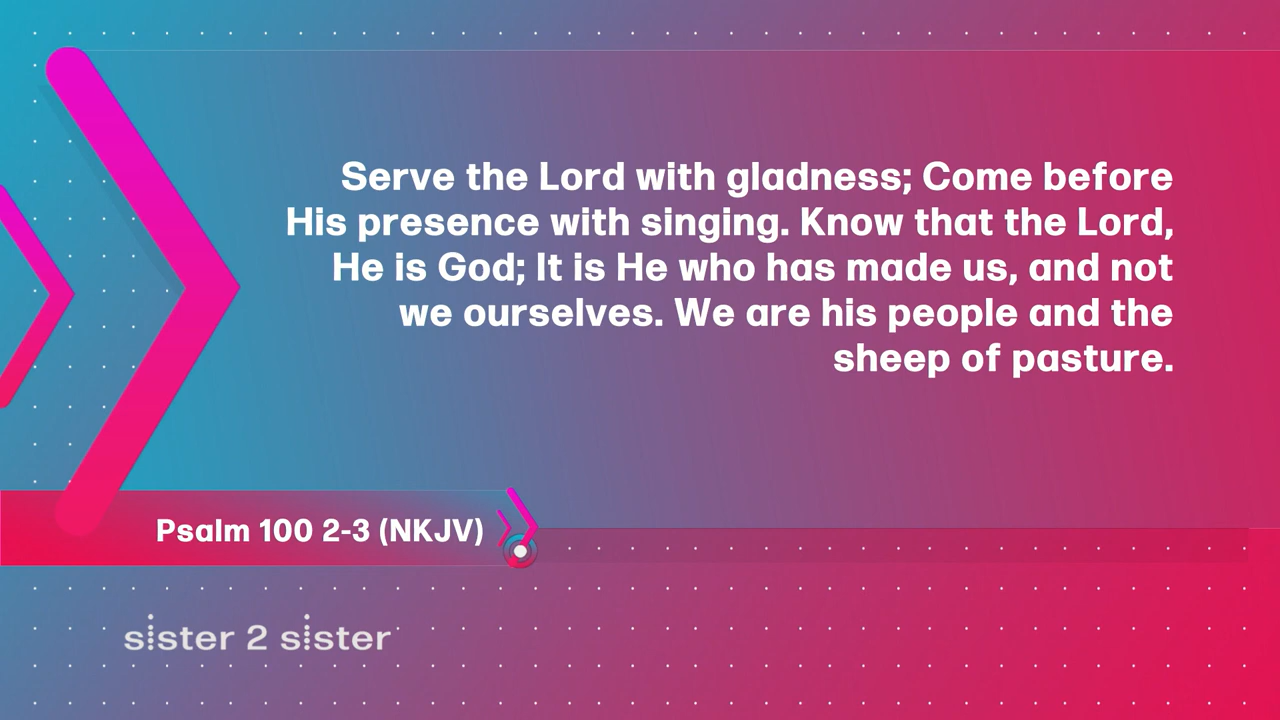 Serve the Lord with gladness; Come before
His presence with singing. Know that the Lord,
He is God; It is He who has made us, and not
we ourselves. We are his people and the
sheep of pasture.
Psalm 100 2-3 (NKJV)
sister 2 sister